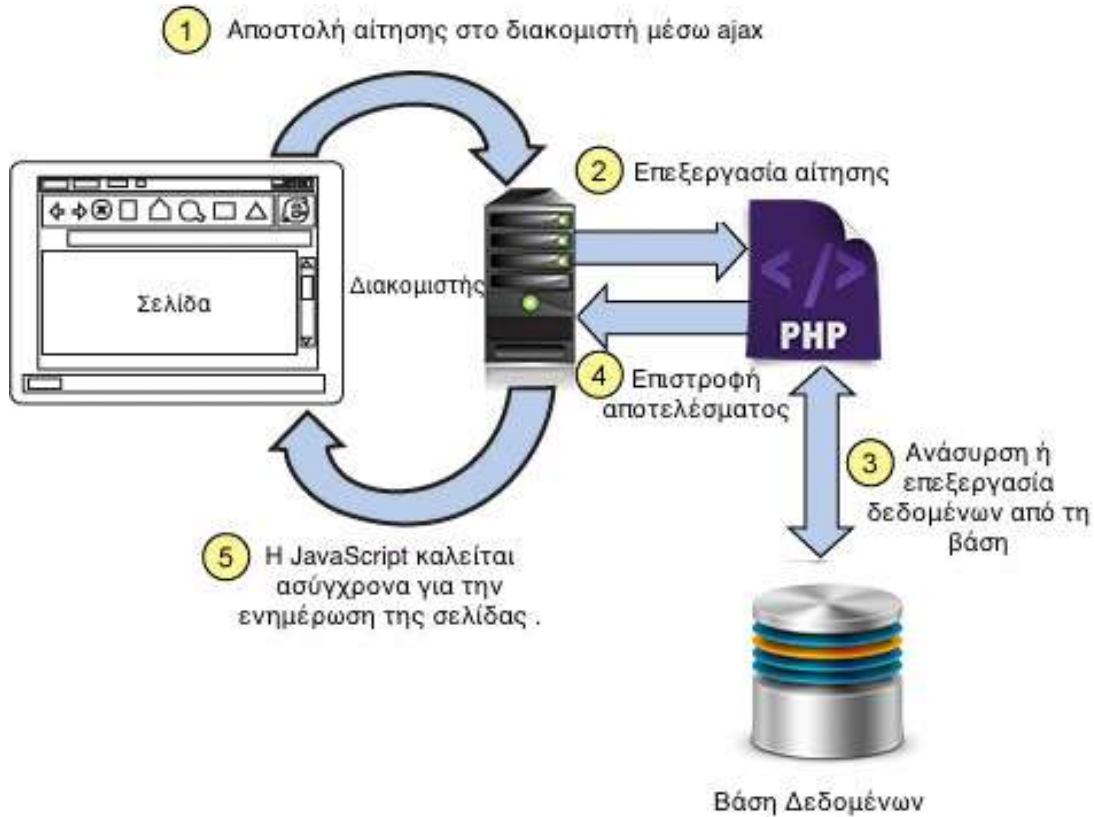 1 Αποστολή αίτησης στο διακομιστή μέσω ajax
2 Επεξεργασία αίτησης
Διακομιστής
Σελίδα
</>
PHP
4 Επιστροφή
αποτελέσματος
3 Ανάσυρση ή
επεξεργασία
δεδομένων από τη
βάση
5 Η JavaScript καλείται
ασύγχρονα για την
ενημέρωση της σελίδας .
Βάση Δεδομένων